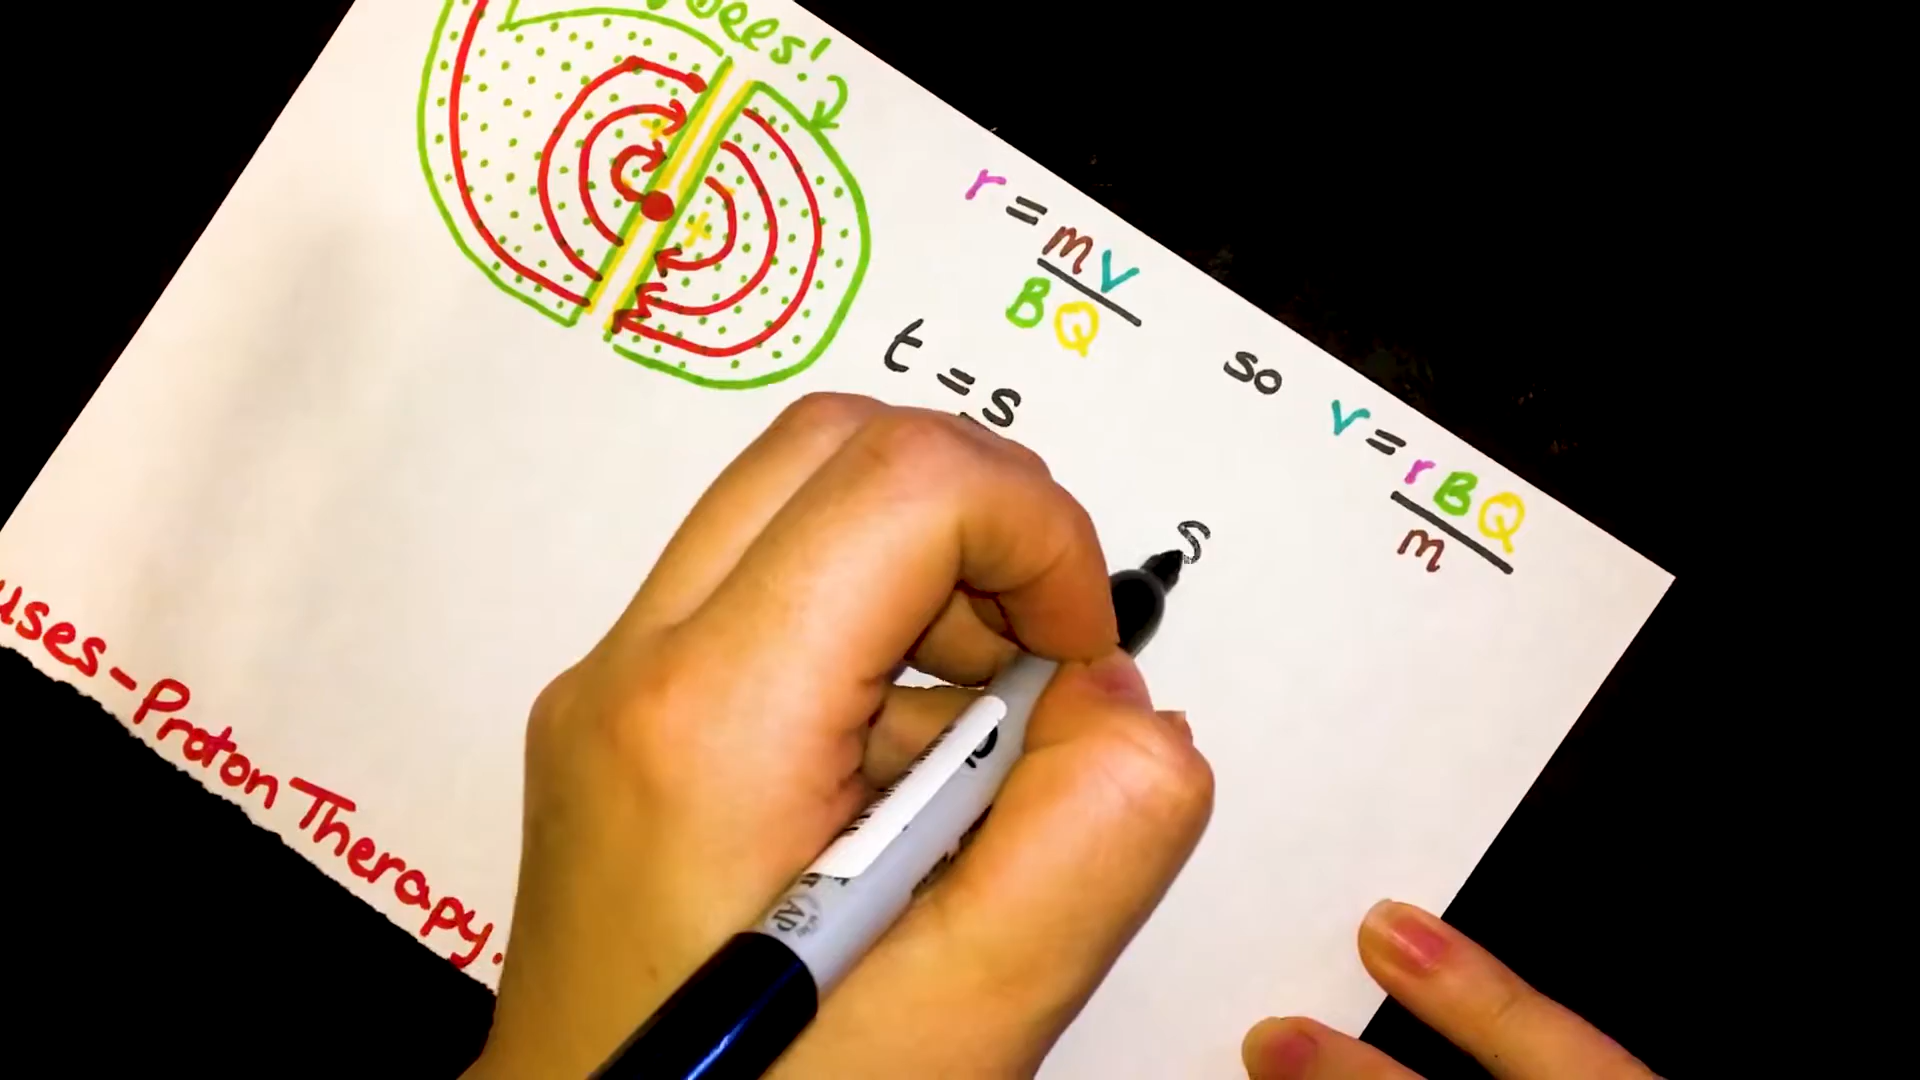 Dees!
r = mv
BQ
so v = rBQ
m
t = s
s
uses - Proton Therapy.